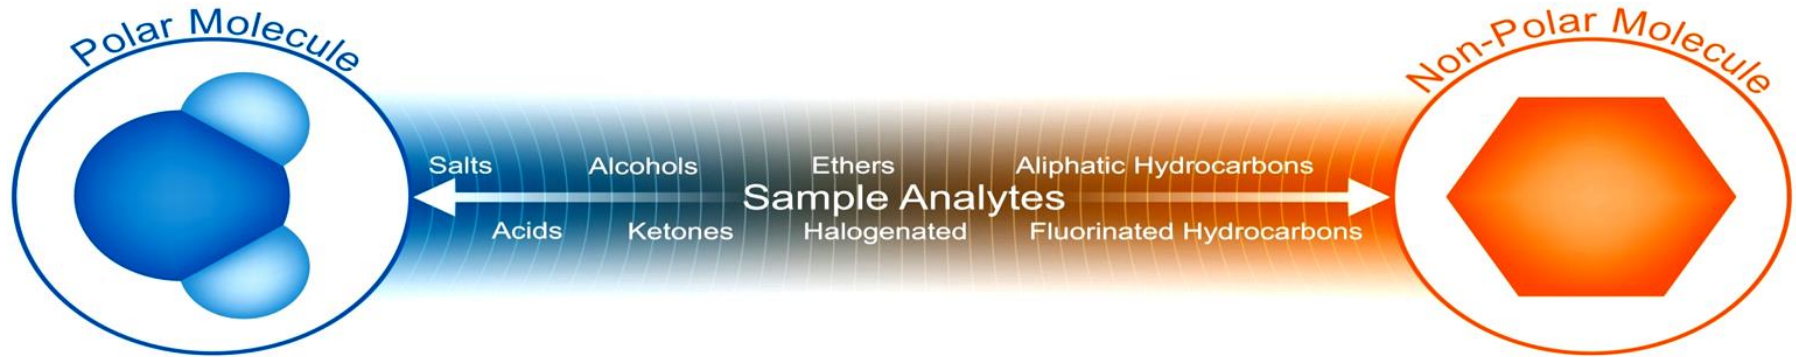 Polar Molecule
Non-Polar Molecule
Salts Alcohols Ethers Aliphatic Hydrocarbons
Sample Analytes
Acids Ketones Halogenated Fluorinated Hydrocarbons